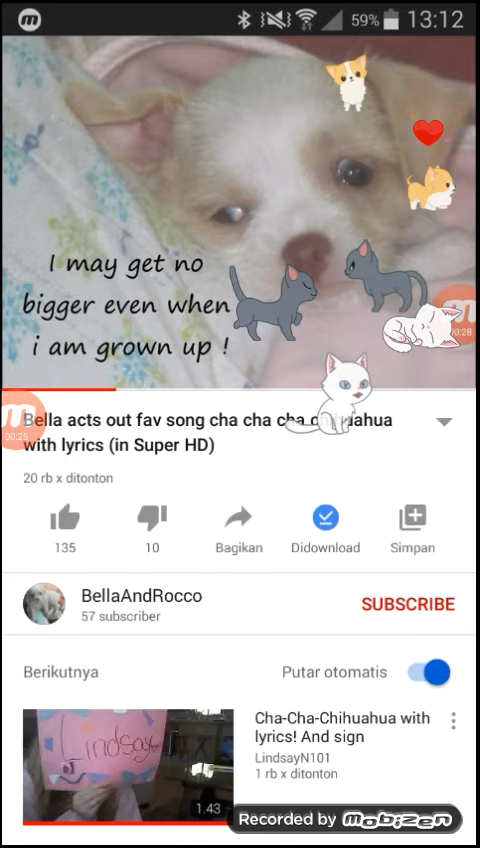 59% 13:12
I may get no
bigger even when
i am grown up !
00:28
00:25
Bella acts out fav song cha cha cha chihuahua
with lyrics (in Super HD)
20 rb x ditonton
135 10 Bagikan Didownload Simpan
BellaAndRocco
57 subscriber
SUBSCRIBE
Berikutnya Putar otomatis
Lindsay
Cha-Cha-Chihuahua with
lyrics! And sign
LindsayN101
1 rb x ditonton
1.43
Recorded by Mobizen